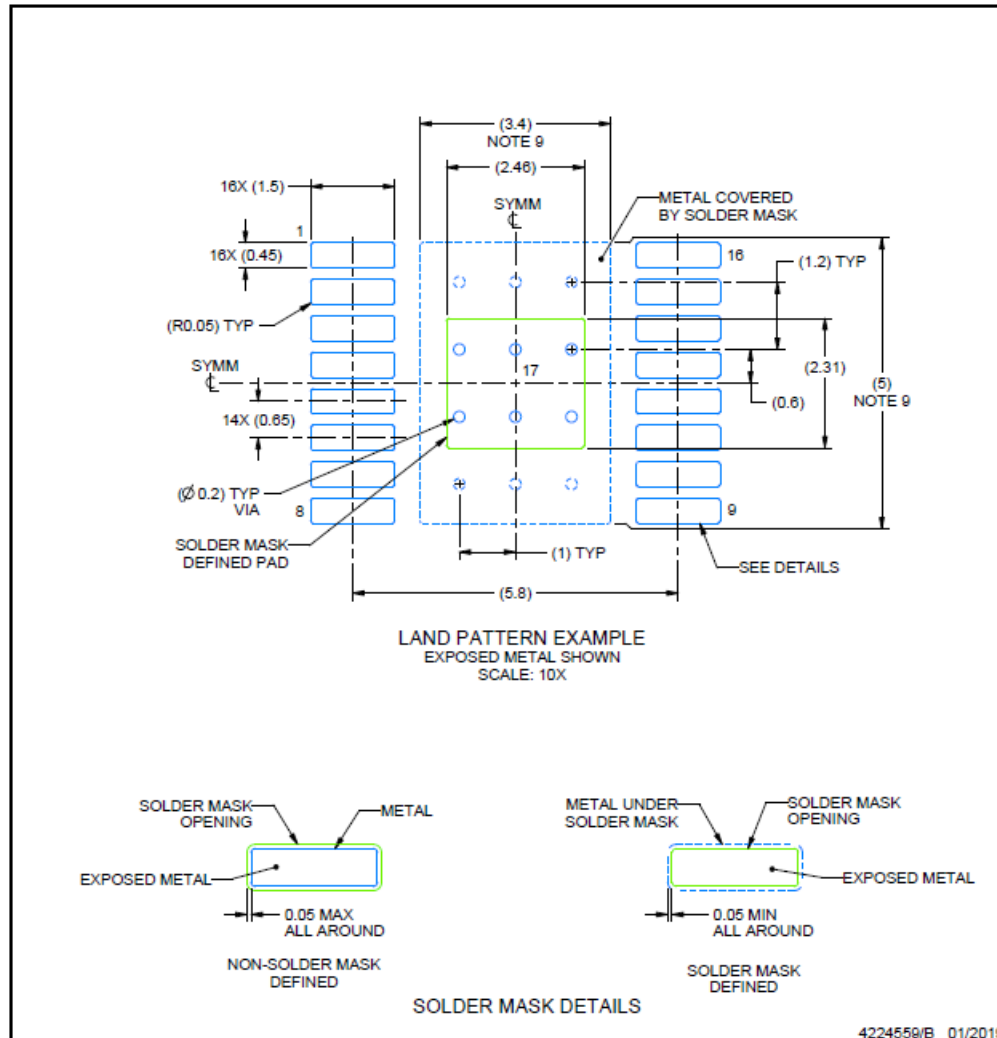 (3.4)
NOTE 9
(2.46)
16X (1.5)
SYMM
℄
METAL COVERED
BY SOLDER MASK
1
16
16X (0.45)
(1.2) TYP
(R0.05) TYP
SYMM
℄
17
(2.31)
(5)
NOTE 9
(0.6)
14X (0.65)
(Ø 0.2) TYP
VIA
8
9
SOLDER MASK
DEFINED PAD
(1) TYP
SEE DETAILS
(5.8)
LAND PATTERN EXAMPLE
EXPOSED METAL SHOWN
SCALE: 10X
SOLDER MASK
OPENING
METAL
EXPOSED METAL
0.05 MAX
ALL AROUND
NON-SOLDER MASK
DEFINED
METAL UNDER
SOLDER MASK
SOLDER MASK
OPENING
EXPOSED METAL
0.05 MIN
ALL AROUND
SOLDER MASK
DEFINED
SOLDER MASK DETAILS
4224559/B 01/2019